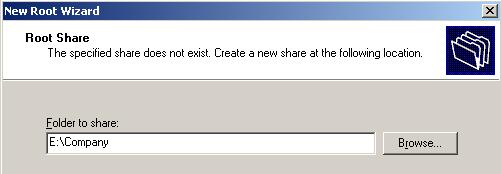 New Root Wizard
Root Share
The specified share does not exist. Create a new share at the following location.
Folder to share:
E:\Company
Browse...